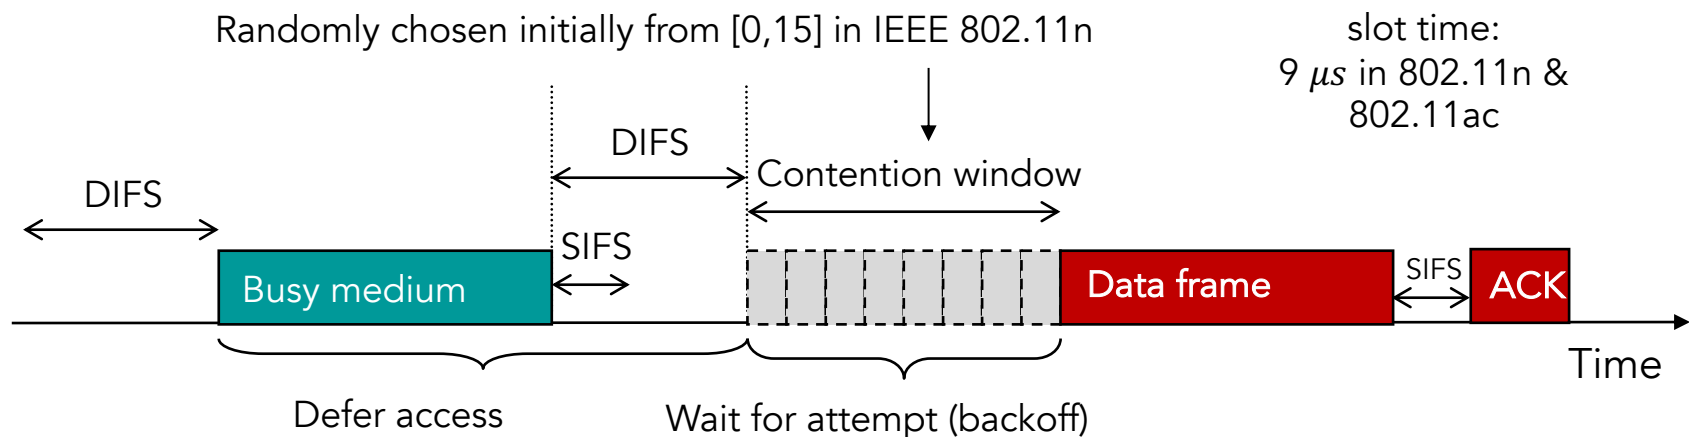 Randomly chosen initially from [0,15] in IEEE 802.11n
slot time:
9 𝜇𝑠 in 802.11n &
802.11ac
DIFS
DIFS
Contention window
SIFS
SIFS
Busy medium
Data frame
ACK
Time
Defer access
Wait for attempt (backoff)